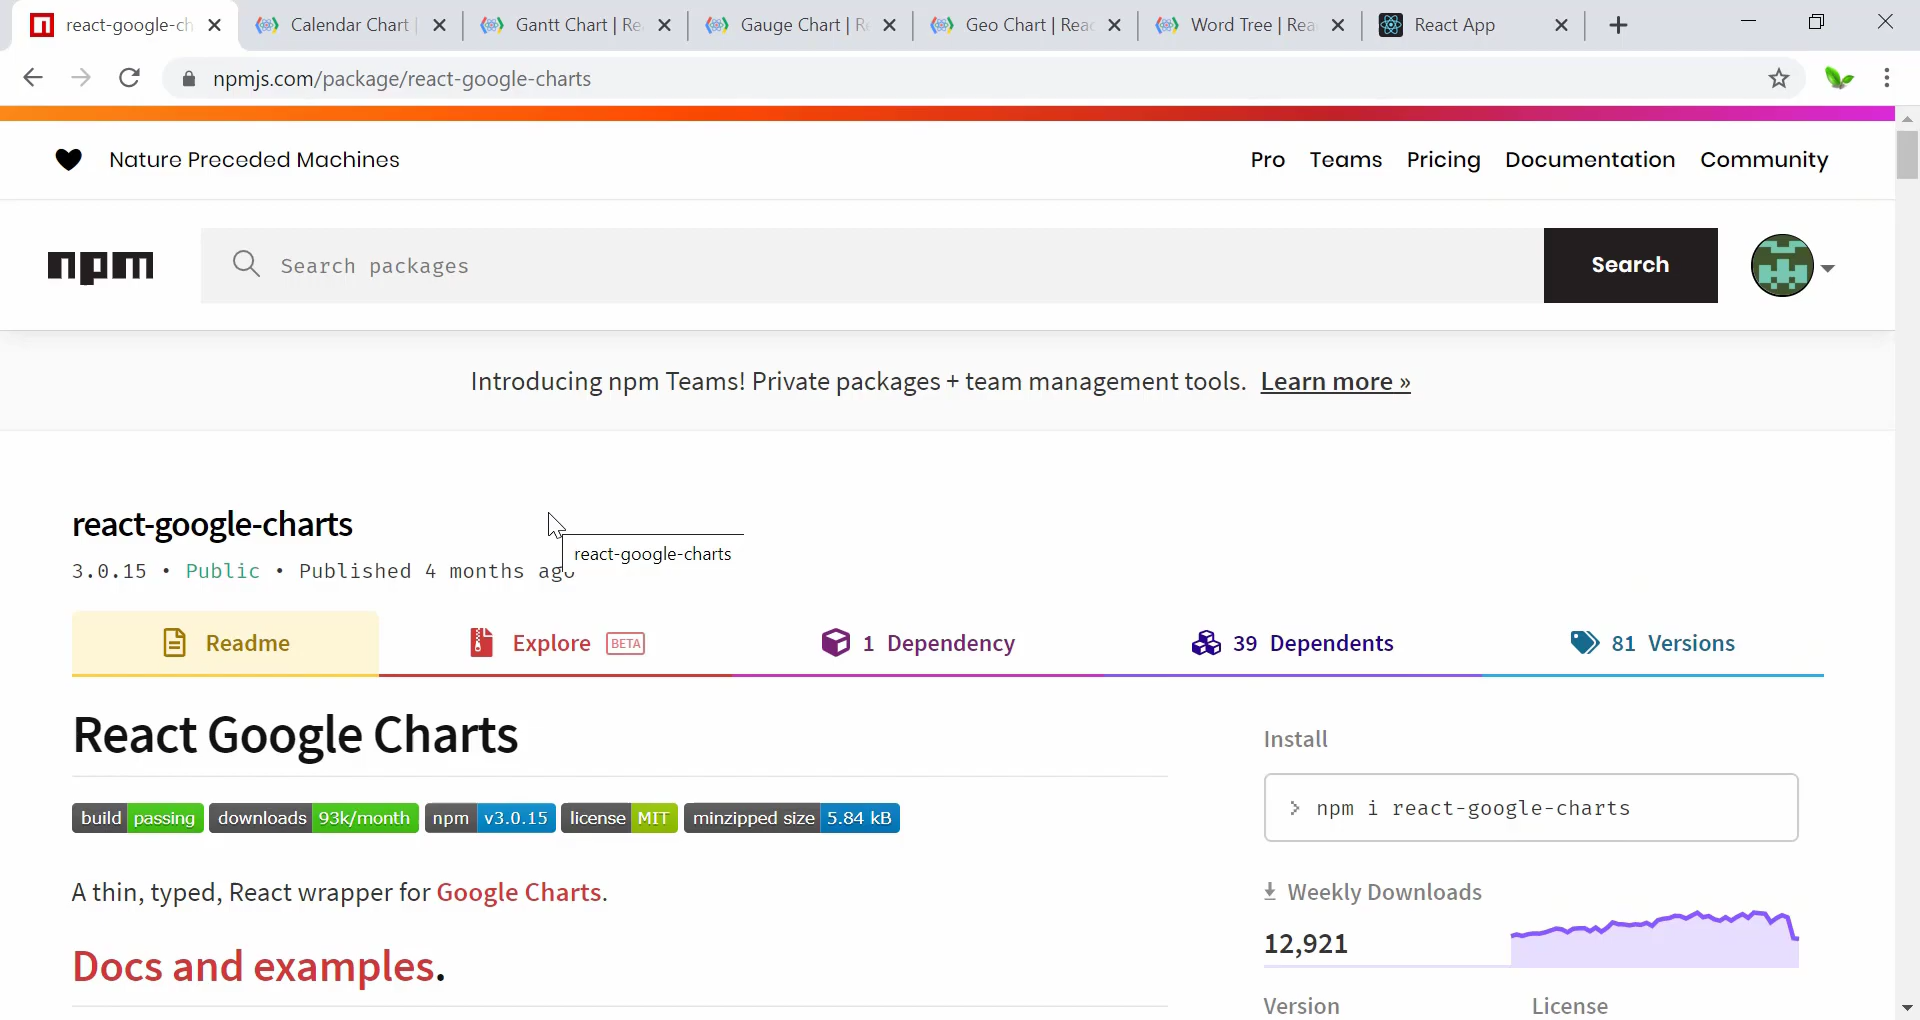 react-google-ch
Calendar Chart |
Gantt Chart | Re
Gauge Chart | R
Geo Chart | Reac
Word Tree | Rea
React App
npmjs.com/package/react-google-charts
Nature Preceded Machines
Pro Teams Pricing Documentation Community
npm
Search packages
Search
Introducing npm Teams! Private packages + team management tools. Learn more »
react-google-charts
react-google-charts
3.0.15 • Public • Published 4 months ago
Readme
Explore BETA
1 Dependency
39 Dependents
81 Versions
React Google Charts
build passing downloads 93k/month npm v3.0.15 license MIT minzipped size 5.84 kB
A thin, typed, React wrapper for Google Charts.
Docs and examples.
Install
> npm i react-google-charts
Weekly Downloads
12,921
Version License